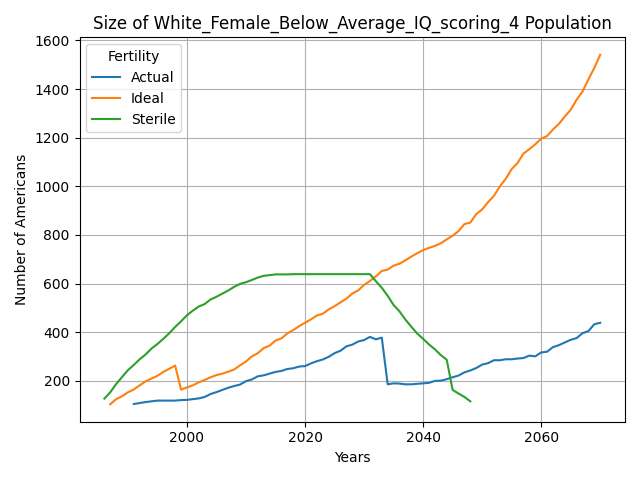 Size of White_Female_Below_Average_IQ_scoring_4 Population
Fertility
Actual
Ideal
Sterile
Number of Americans
1600
1400
1200
1000
800
600
400
200
2000
2020
2040
2060
Years